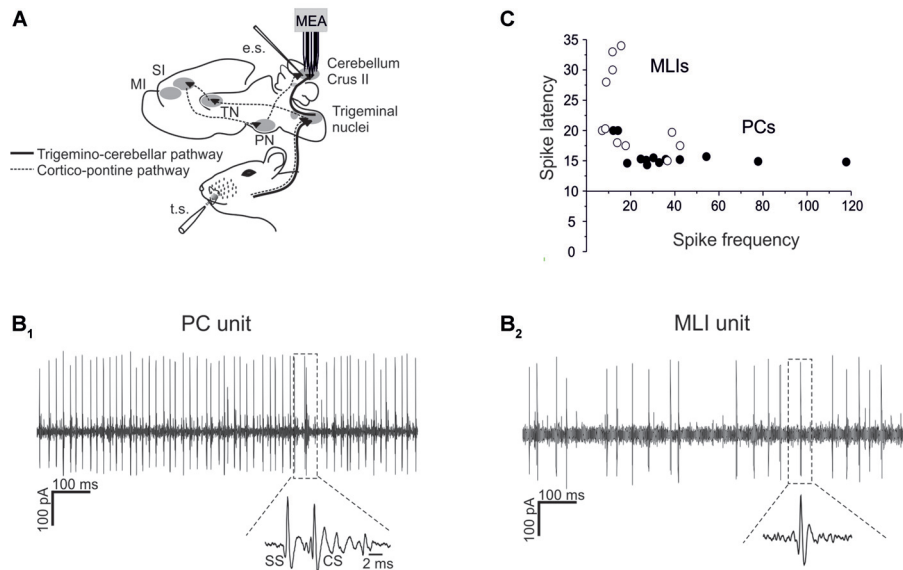 A
MEA
e.s.
Cerebellum
Crus II
SI
MI
TN
Trigeminal
nuclei
PN
Trigemino-cerebellar pathway
Cortico-pontine pathway
t.s.
C
Spike latency
35
30
25
20
15
10
5
0
MLIs
PCs
20 40 60 80 100 120
Spike frequency
B1
PC unit
100 ms
100 pA
SS
CS
2 ms
B2
MLI unit
100 ms
100 pA